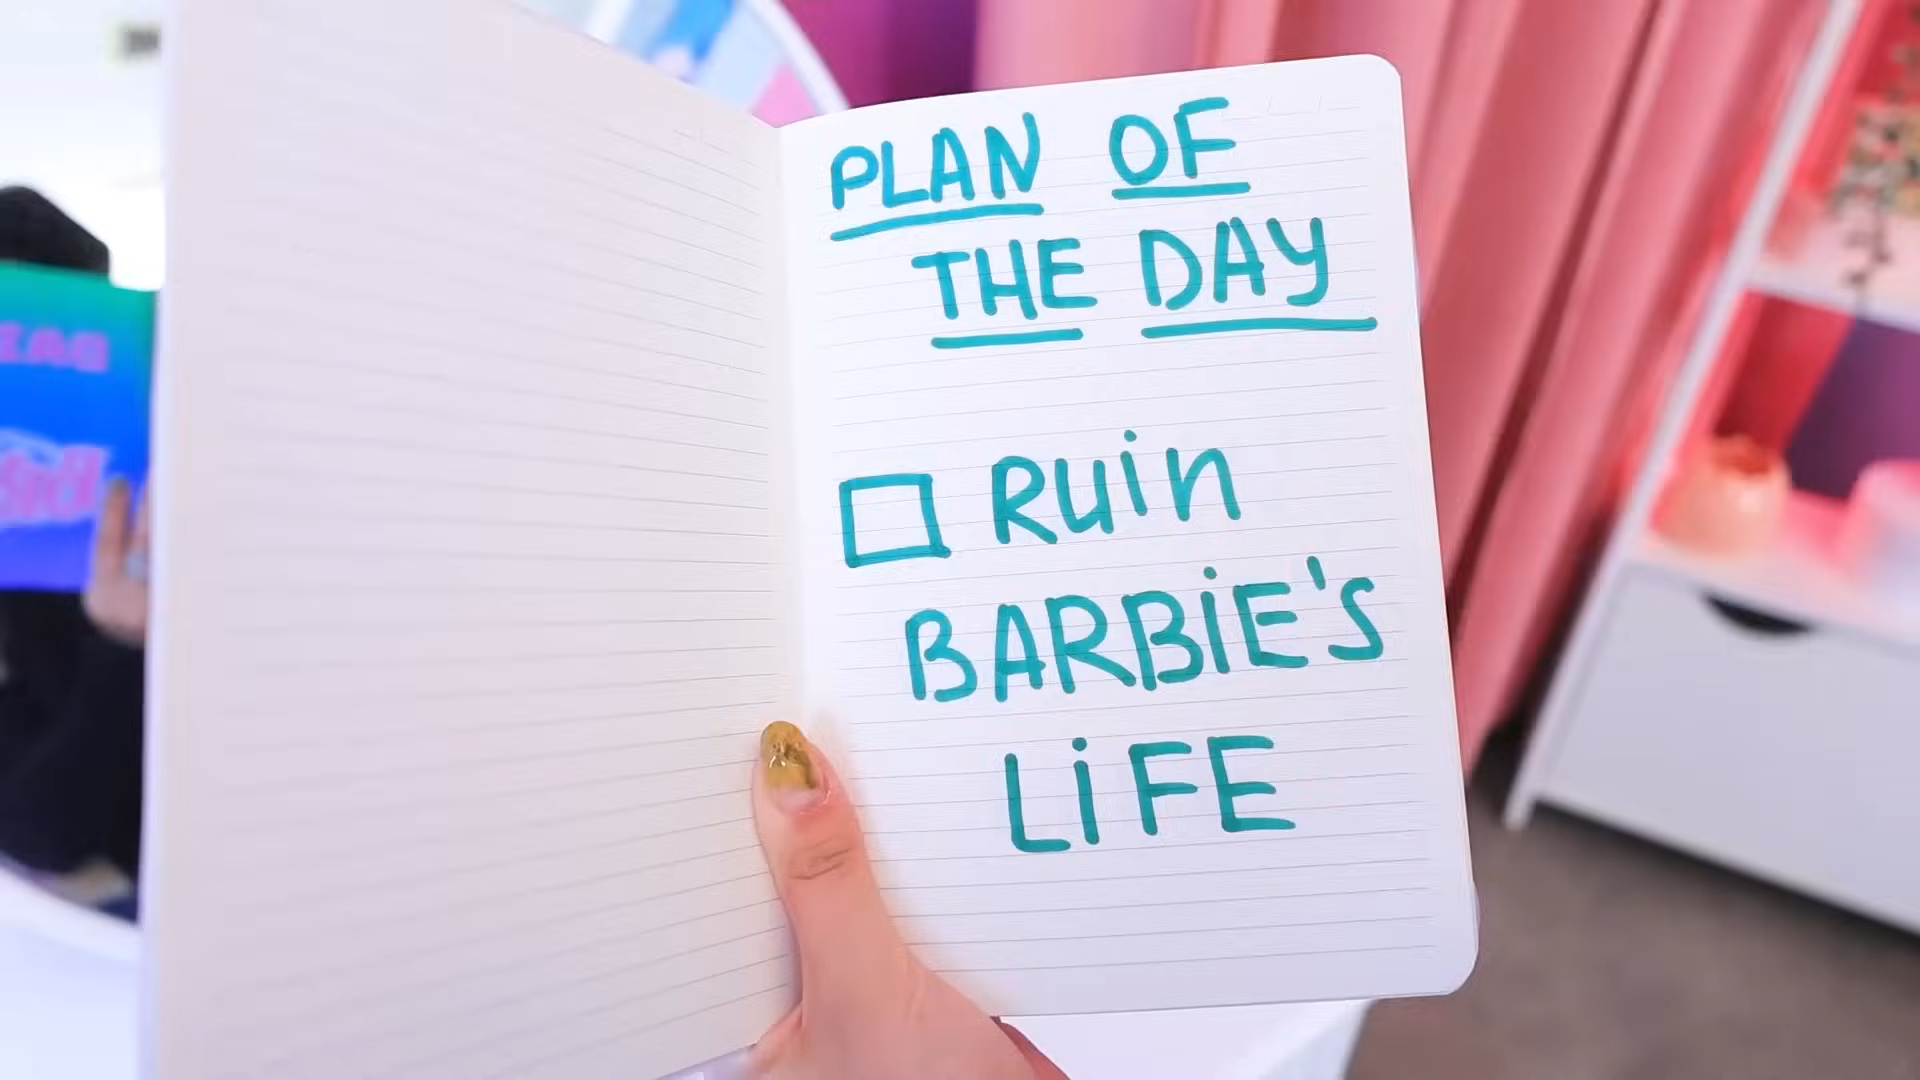 PLAN OF
THE DAY
Ruin
BARBiE's
LiFE